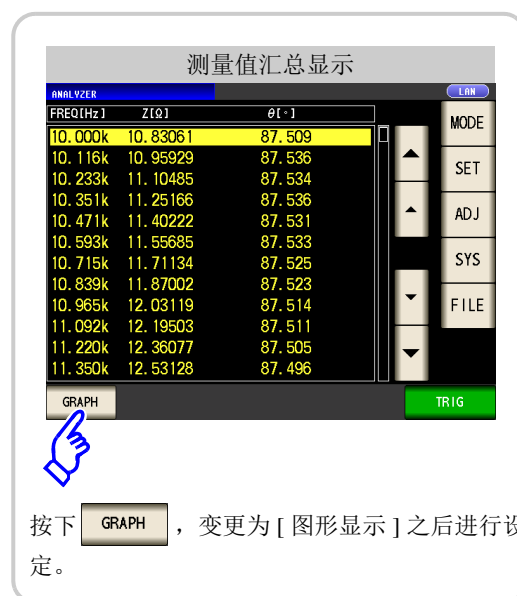 测量值汇总显示
ANALYZER LAN
FREQ[Hz] Z[Ω] θ[°]
MODE
10.000k 10.83061 87.509
10.116k 10.95929 87.536
SET
10.233k 11.10485 87.534
10.351k 11.25166 87.536
ADJ
10.471k 11.40222 87.531
10.593k 11.55685 87.533
SYS
10.715k 11.71134 87.525
10.839k 11.87002 87.523
FILE
10.965k 12.03119 87.514
11.092k 12.19503 87.511
11.220k 12.36077 87.505
11.350k 12.53128 87.496
GRAPH TRIG
按下 GRAPH ，变更为 [ 图形显示 ] 之后进行设
定。